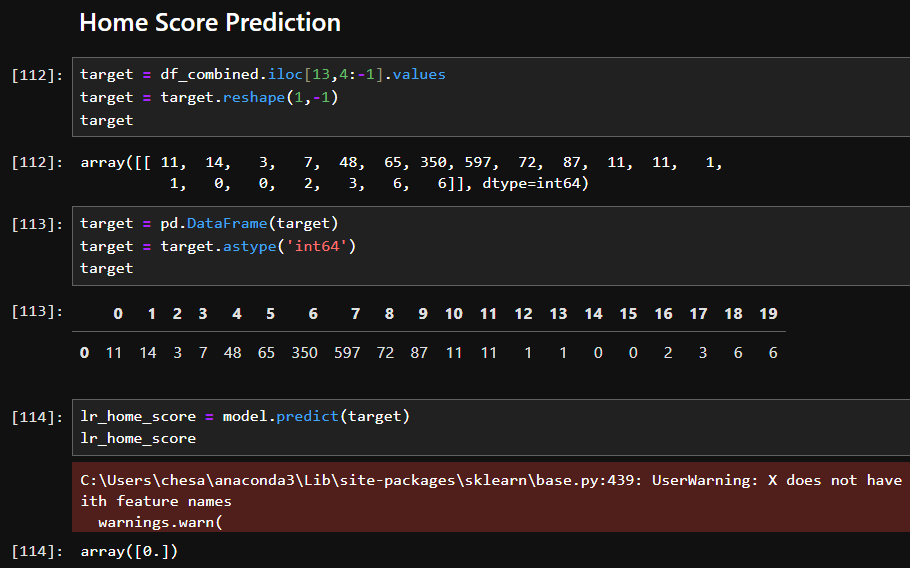 Home Score Prediction
[112]: target = df_combined.iloc[13,4:-1].values
target = target.reshape(1,-1)
target
[112]: array([[ 11, 14, 3, 7, 48, 65, 350, 597, 72, 87, 11, 11, 1,
1, 0, 0, 2, 3, 6, 6]], dtype=int64)
[113]: target = pd.DataFrame(target)
target = target.astype('int64')
target
[113]: 0 1 2 3 4 5 6 7 8 9 10 11 12 13 14 15 16 17 18 19
0 11 14 3 7 48 65 350 597 72 87 11 11 1 1 0 0 2 3 6 6
[114]: lr_home_score = model.predict(target)
lr_home_score
C:\Users\chesa\anaconda3\Lib\site-packages\sklearn\base.py:439: UserWarning: X does not have
ith feature names
warnings.warn(
[114]: array([0.])